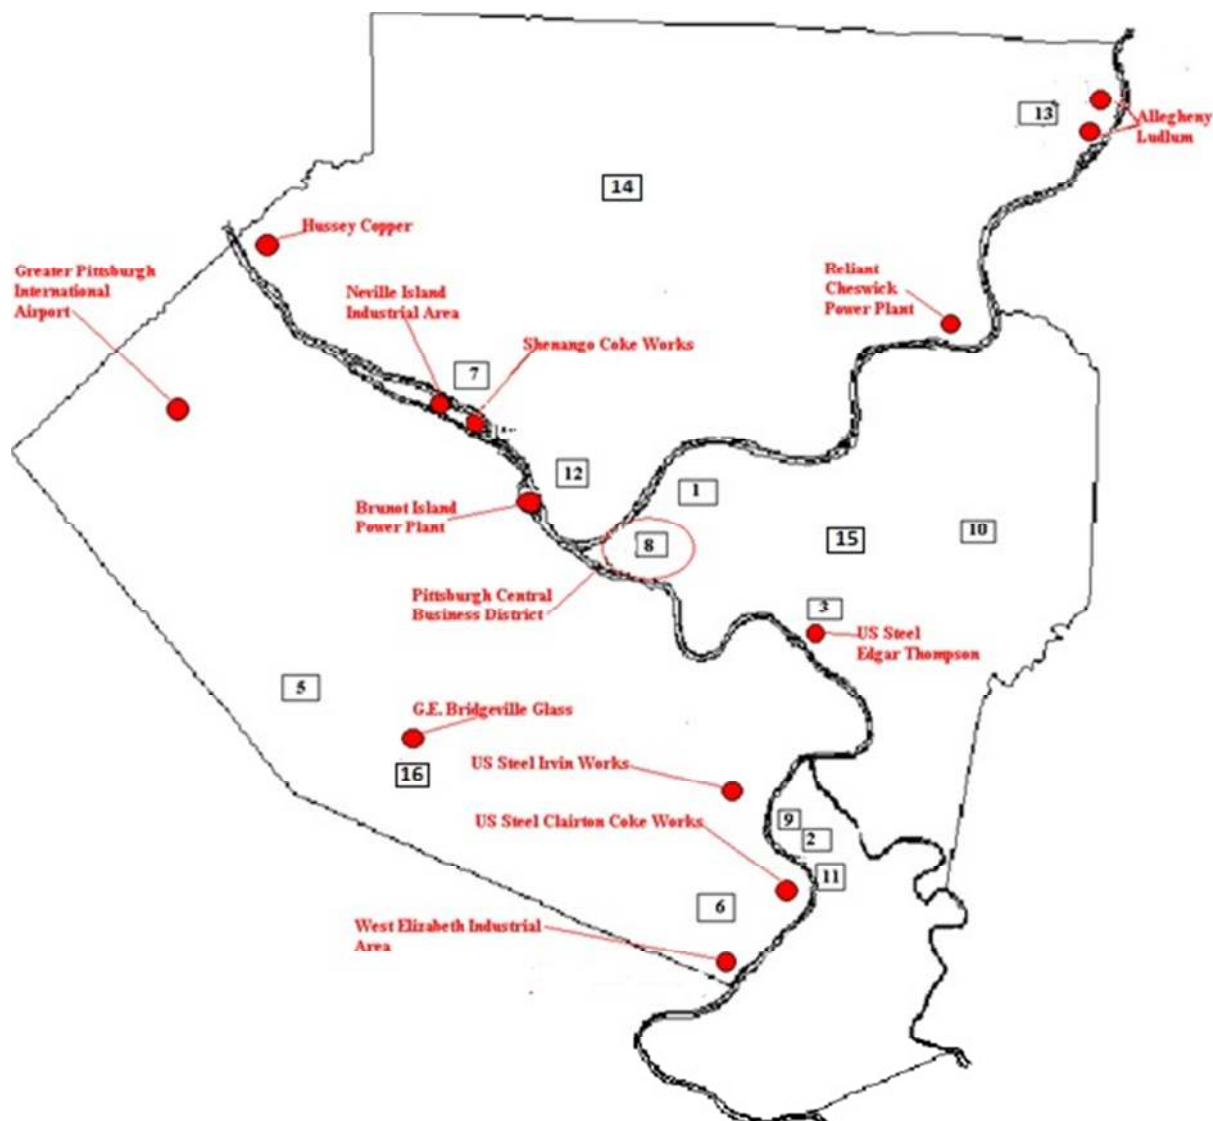 13
Allegheny
Ludlum
14
Hussey Copper
Greater Pittsburgh
International
Airport
Neville Island
Industrial Area
Reliant
Cheswick
Power Plant
Shenango Coke Works
7
12
1
Brunot Island
Power Plant
8
15
10
Pittsburgh Central
Business District
3
US Steel
Edgar Thompson
5
G.E. Bridgeville Glass
16
US Steel Irvin Works
US Steel Clairton Coke Works
9
2
11
6
West Elizabeth Industrial
Area